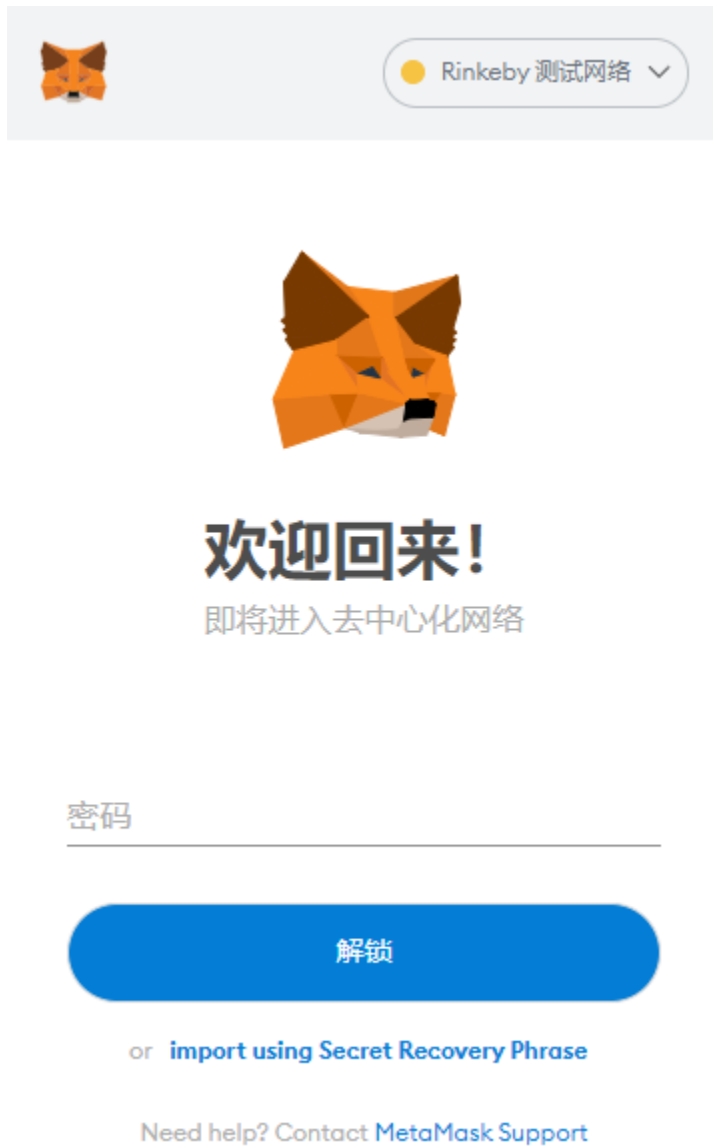 Rinkeby 测试网络
欢迎回来！
即将进入去中心化网络
密码
解锁
or import using Secret Recovery Phrase
Need help? Contact MetaMask Support